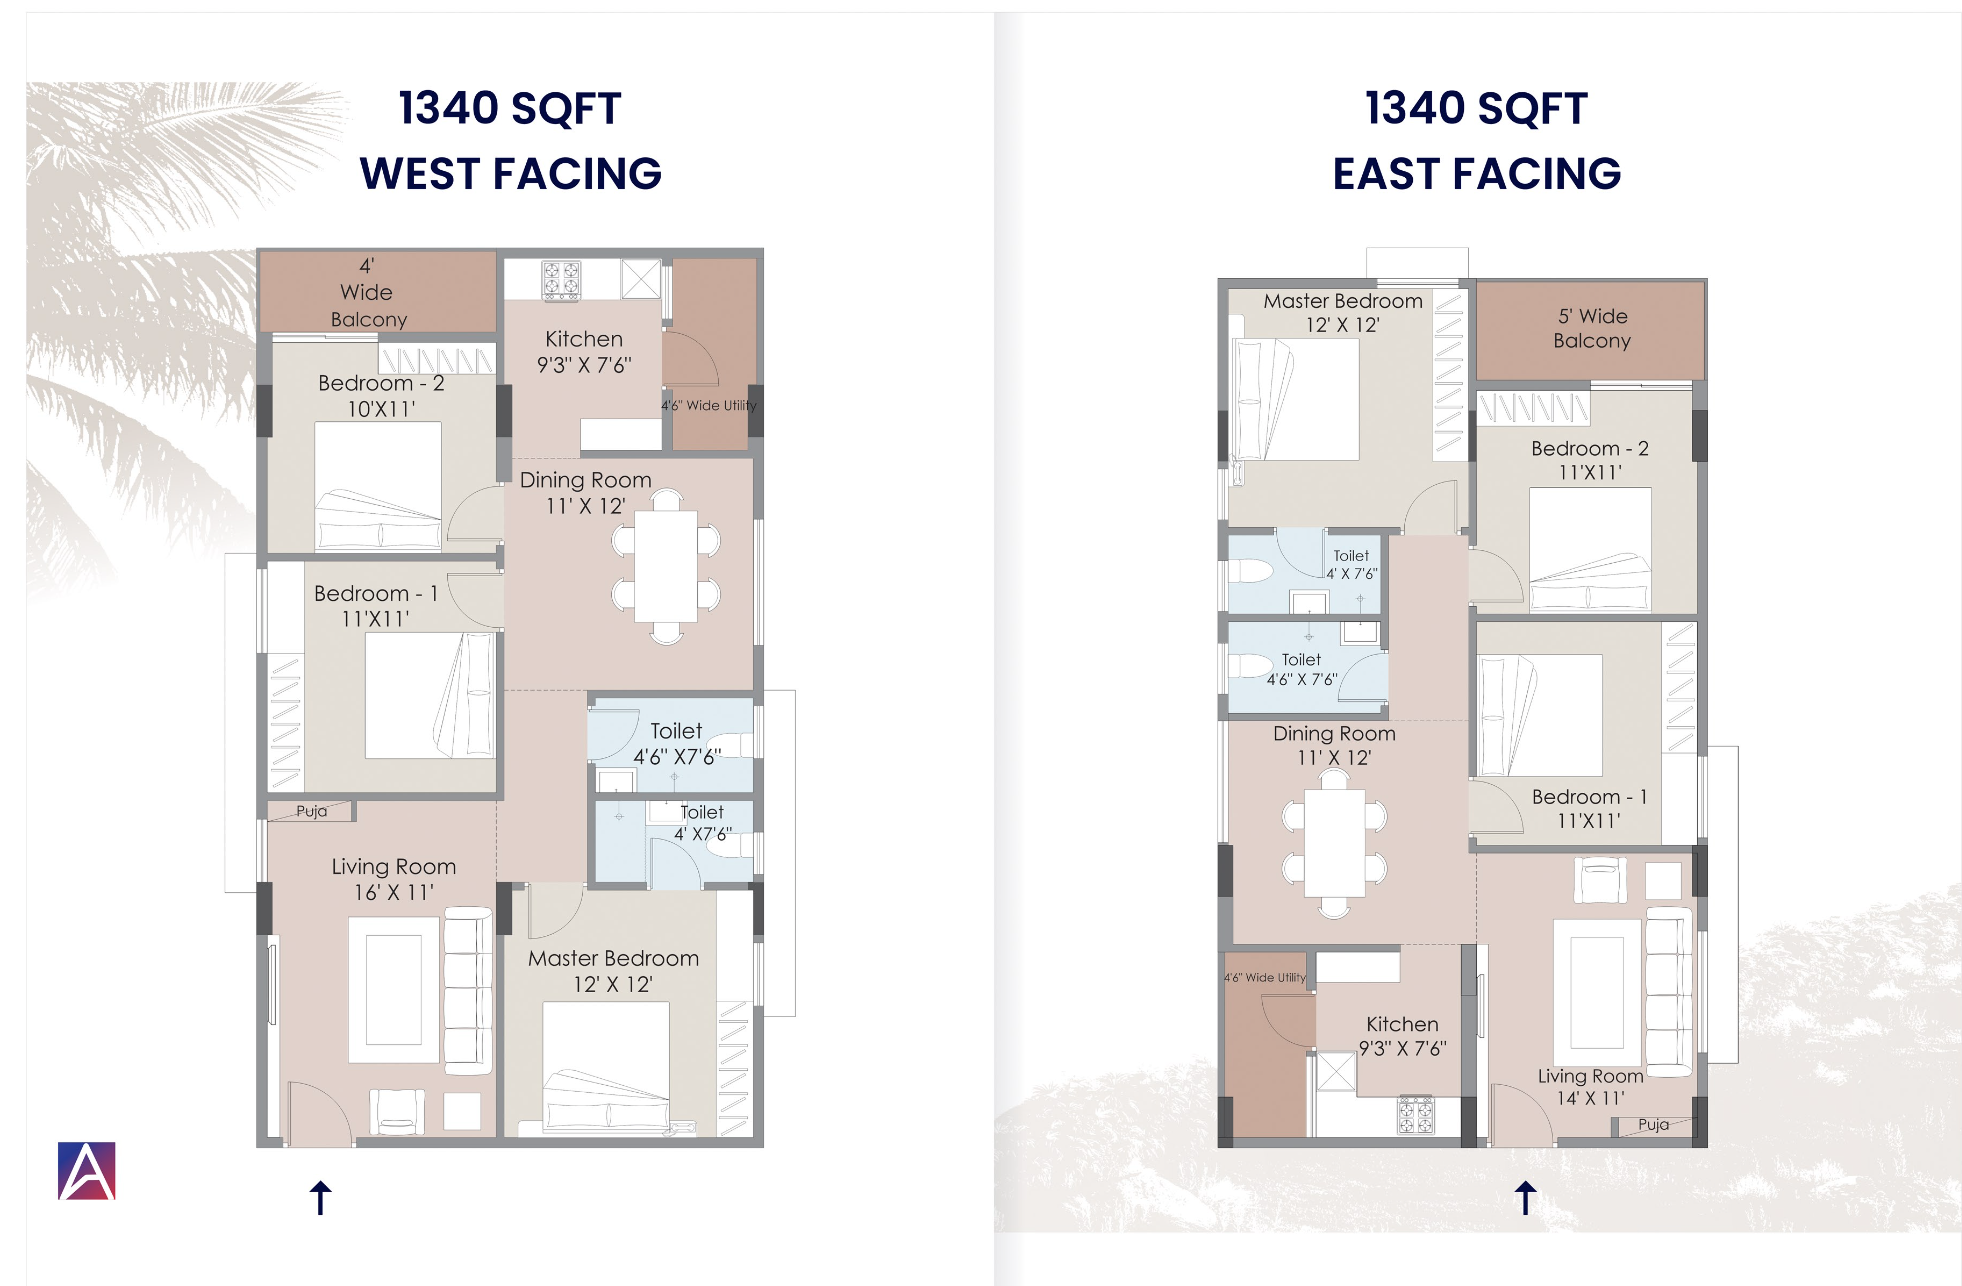 1340 SQFT
WEST FACING
4'
Wide
Balcony
Kitchen
9'3" X 7'6"
Bedroom - 2
10'X11'
4'6" Wide Utility
Dining Room
11' X 12'
Bedroom - 1
11'X11'
Toilet
4'6" X7'6"
Puja
Toilet
4' X7'6"
Living Room
16' X 11'
Master Bedroom
12' X 12'
1340 SQFT
EAST FACING
Master Bedroom
12' X 12'
5' Wide
Balcony
Bedroom - 2
11'X11'
Toilet
4' X 7'6"
Toilet
4'6" X 7'6"
Dining Room
11' X 12'
Bedroom - 1
11'X11'
4'6" Wide Utility
Kitchen
9'3" X 7'6"
Living Room
14' X 11'
Puja